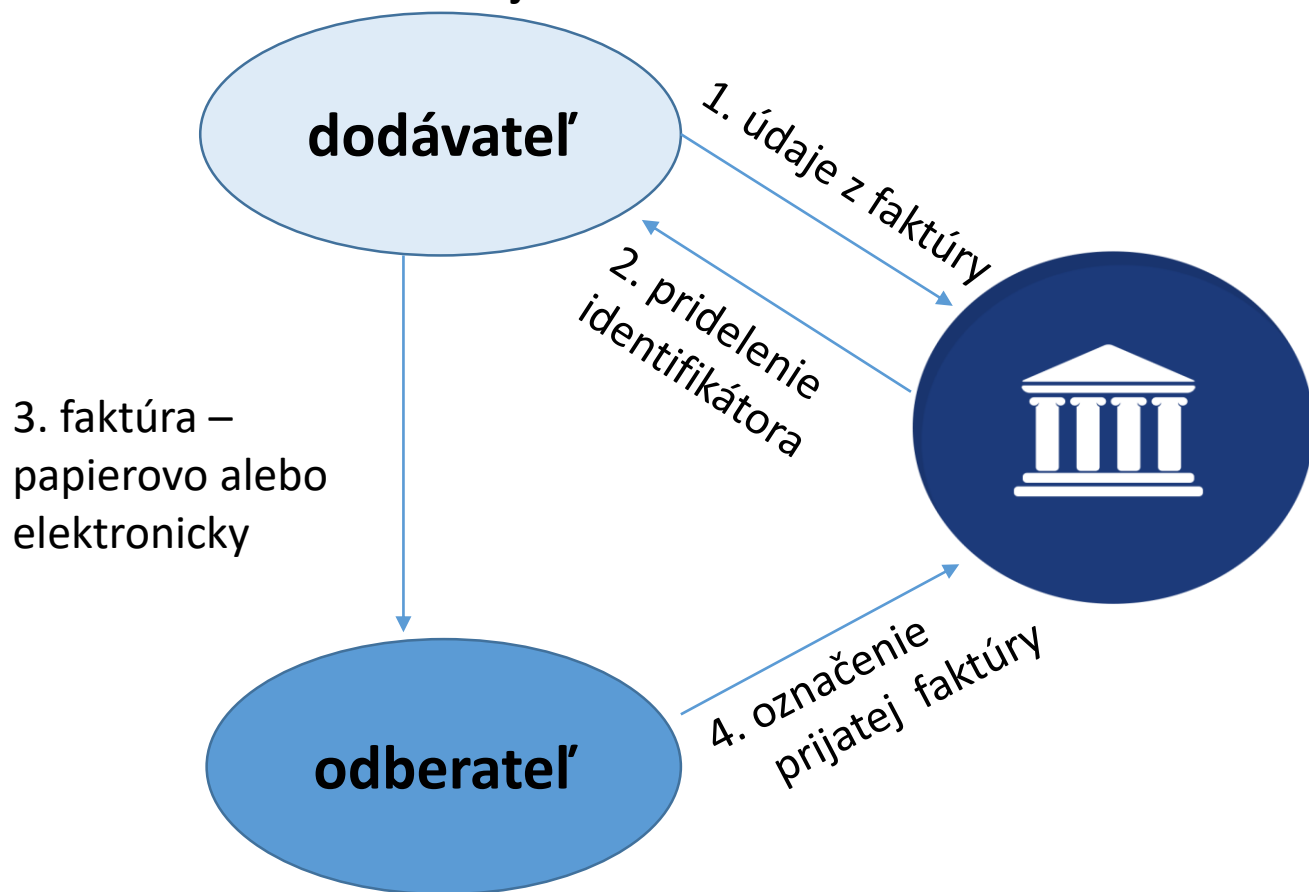 dodávateľ
1. údaje z faktúry
2. pridelenie
identifikátora
3. faktúra –
papierovo alebo
elektronicky
4. označenie
prijatej faktúry
odberateľ